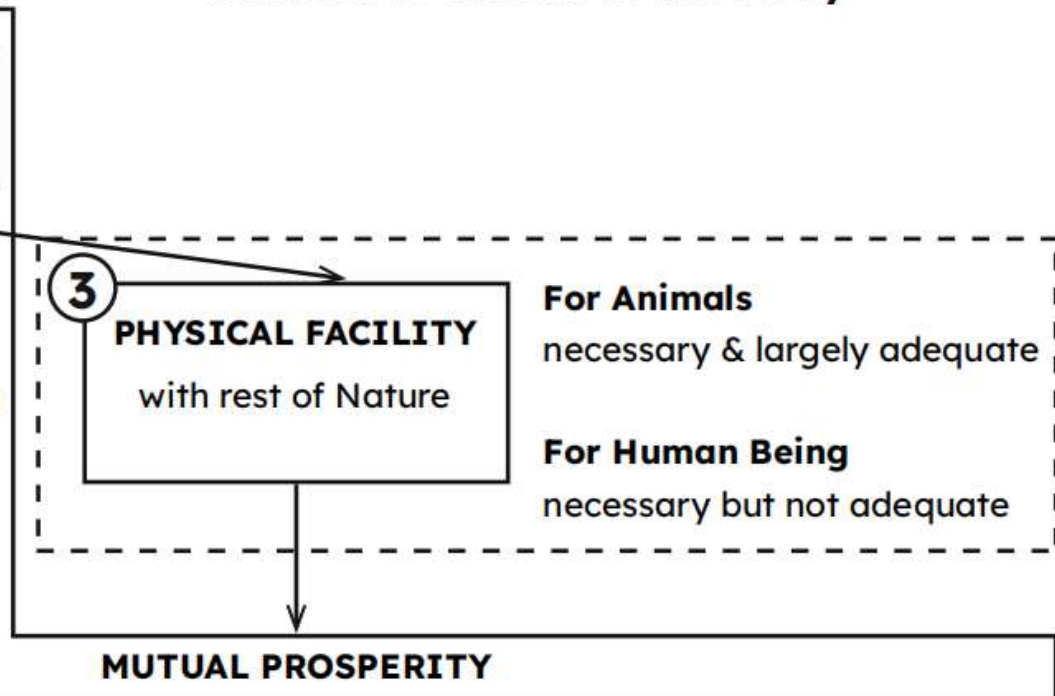 3
PHYSICAL FACILITY
with rest of Nature
For Animals
necessary & largely adequate
For Human Being
necessary but not adequate
MUTUAL PROSPERITY